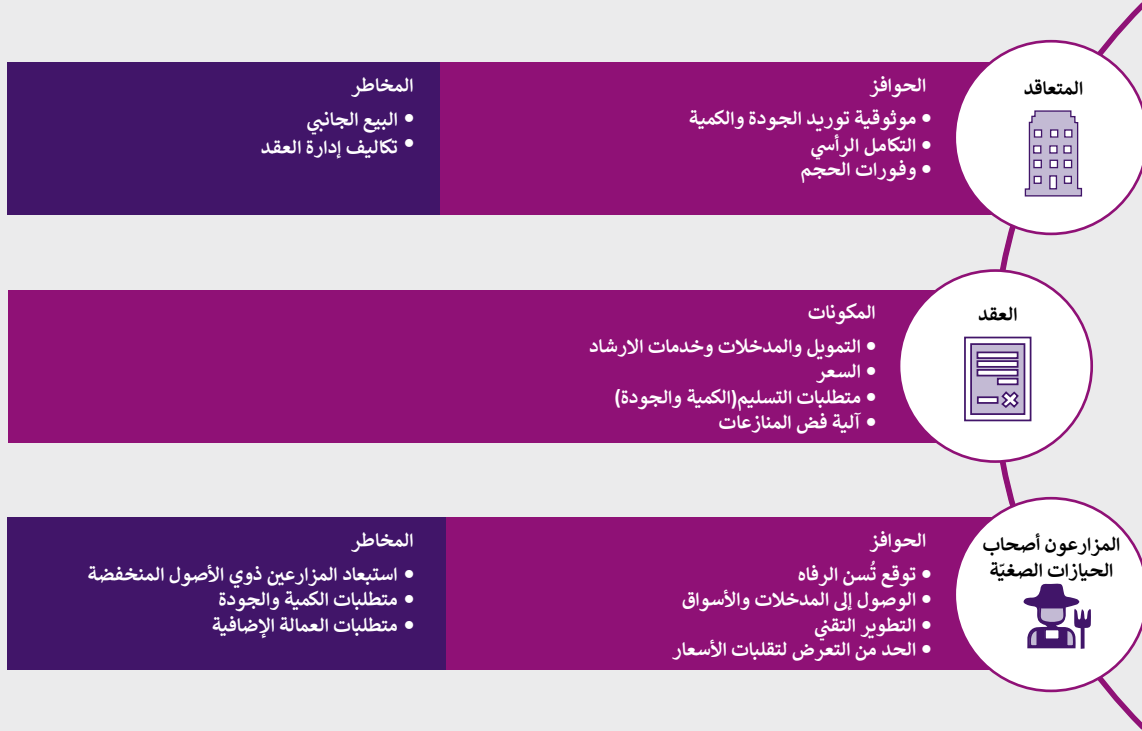 المتعاقد
الحوافز
• موثوقية توريد الجودة والكمية
• التكامل الرأسي
• وفورات الحجم
المخاطر
• البيع الجانبي
• تكاليف إدارة العقد
العقد
المكونات
• التمويل والمدخلات وخدمات الارشاد
• السعر
• متطلبات التسليم(الكمية والجودة)
• آلية فض المنازعات
المزارعون أصحاب
الحيازات الصغيّة
الحوافز
• توقع تُسن الرفاه
• الوصول إلى المدخلات والأسواق
• التطوير التقني
• الحد من التعرض لتقلبات الأسعار
المخاطر
• استبعاد المزارعين ذوي الأصول المنخفضة
• متطلبات الكمية والجودة
• متطلبات العمالة الإضافية